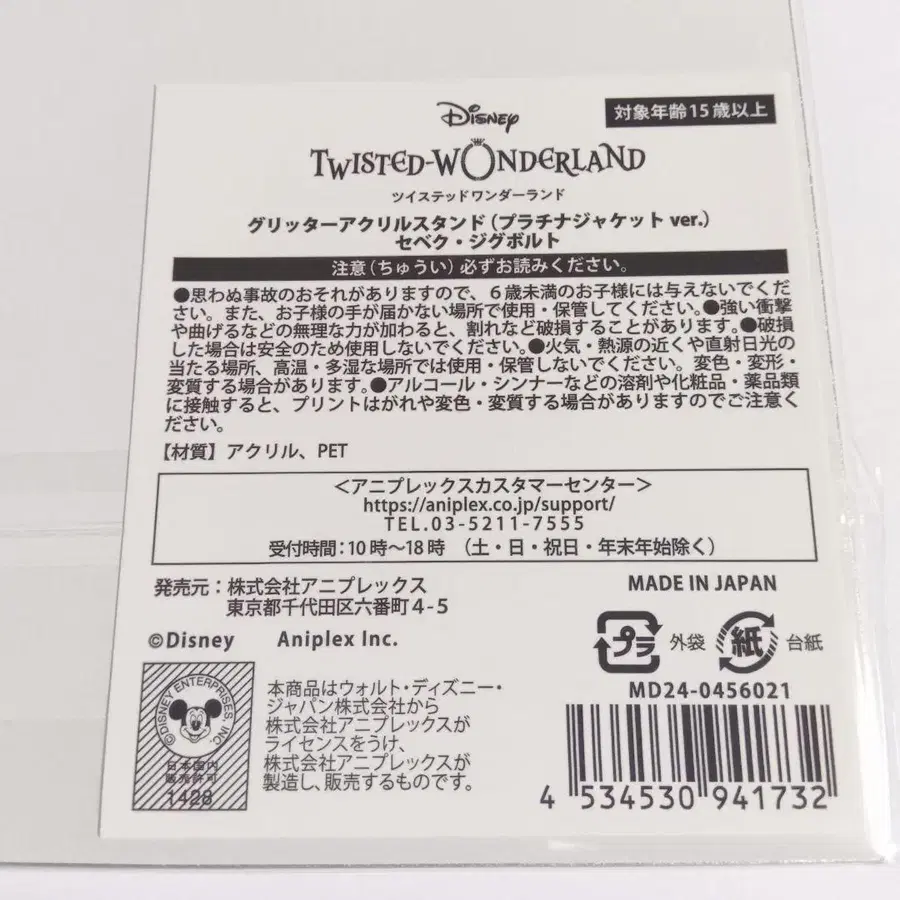 Disney
対象年齢15歳以上
TWISTED-WONDERLAND
ツイステッドワンダーランド
グリッターアクリルスタンド(プラチナジャケット ver.)
セベク・ジグボルト
注意(ちゅうい)必ずお読みください。
●思わぬ事故のおそれがありますので、6歳未満のお子様には与えないでくだ
さい。また、お子様の手が届かない場所で使用・保管してください。●強い衝撃
や曲げるなどの無理な力が加わると、割れなど破損することがあります。●破損
した場合は安全のため使用しないでください。●火気・熱源の近くや直射日光の
当たる場所、高温・多湿な場所では使用・保管しないでください。変色・変形・
変質する場合があります。●アルコール・シンナーなどの溶剤や化粧品・薬品類
に接触すると、プリントはがれや変色・変質する場合がありますのでご注意く
ださい。
【材質】アクリル、PET
<アニプレックスカスタマーセンター>
https://aniplex.co.jp/support/
TEL.03-5211-7555
受付時間:10時〜18時 (土・日・祝日・年末年始除く)
発売元:株式会社アニプレックス
東京都千代田区六番町4-5
MADE IN JAPAN
©Disney Aniplex Inc.
プラ 外袋 紙 台紙
MD24-0456021
©DISNEY ENTERPRISES, INC.
日本国内
販売許可
1428
本商品はウォルト・ディズニー・
ジャパン株式会社から
株式会社アニプレックスが
ライセンスをうけ、
株式会社アニプレックスが
製造し、販売するものです。
4 534530 941732